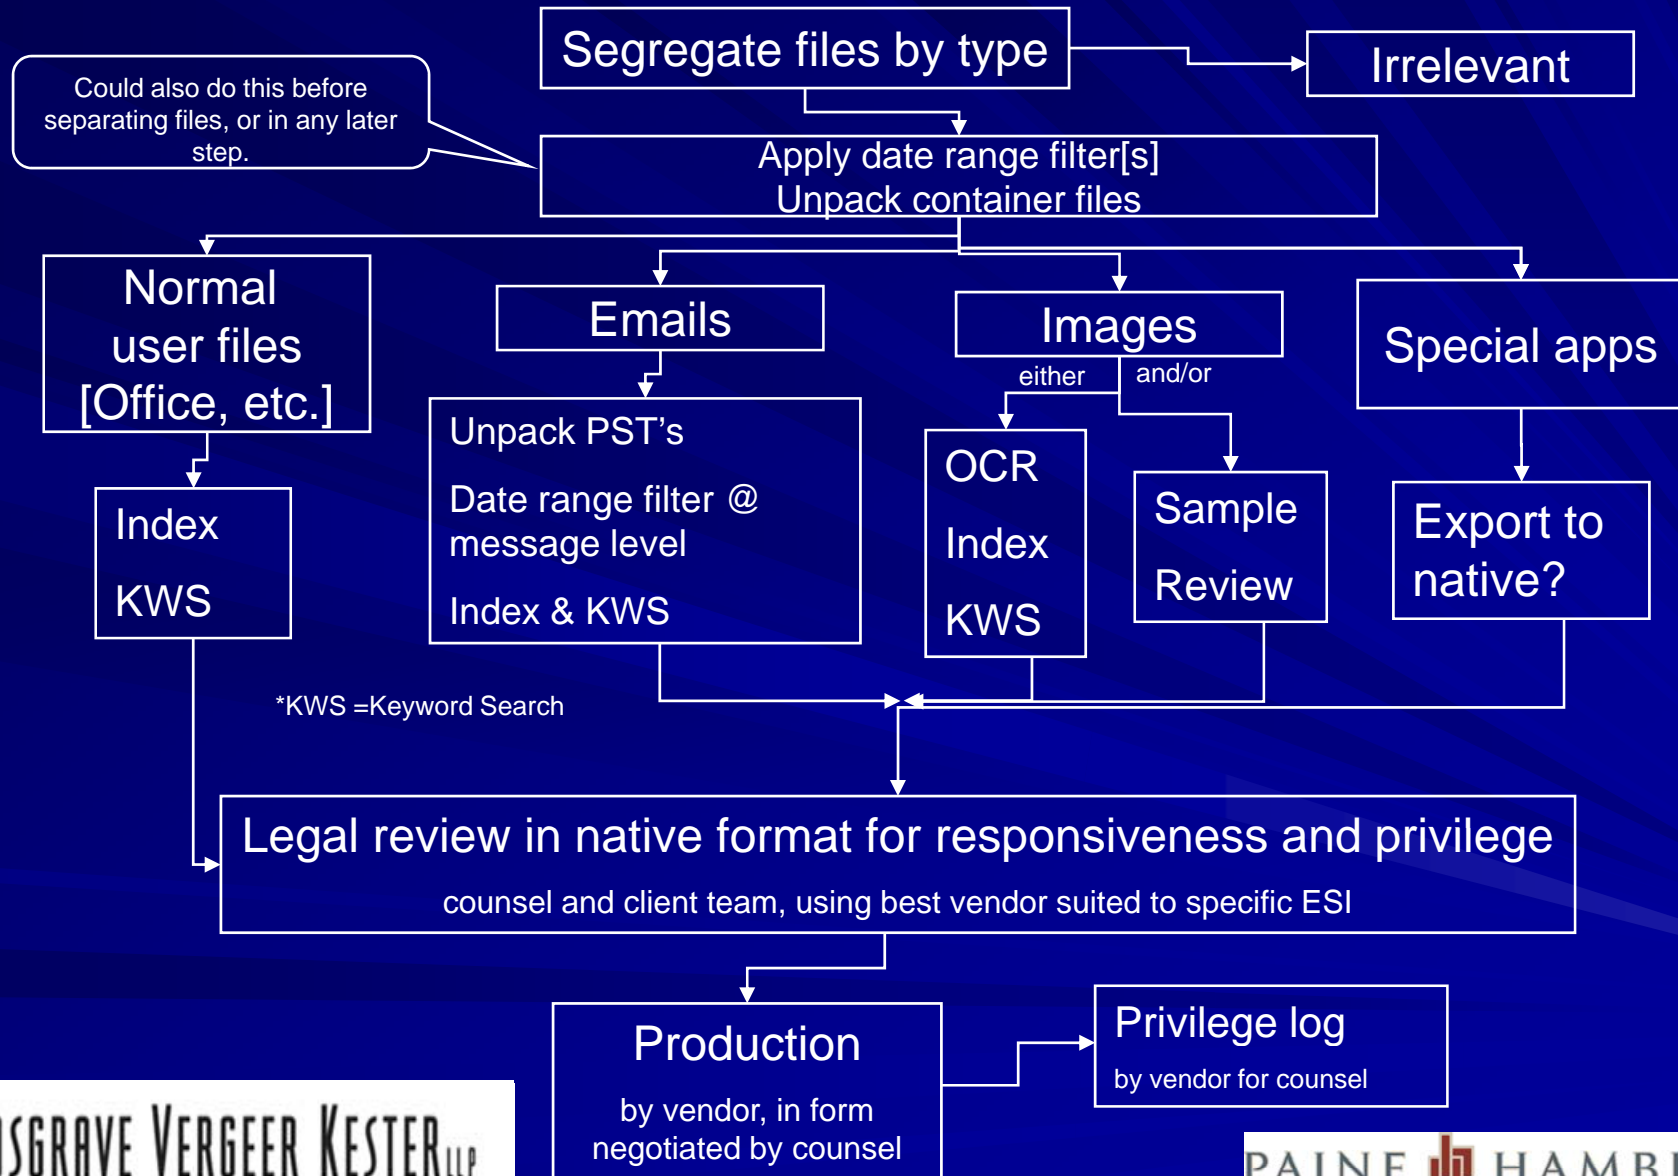 Segregate files by type
Irrelevant
Could also do this before
separating files, or in any later
step.
Apply date range filter[s]
Unpack container files
Normal
user files
[Office, etc.]
Emails
Images
Special apps
either
and/or
Index
KWS
Unpack PST's
Date range filter @
message level
Index & KWS
OCR
Index
KWS
Sample
Review
Export to
native?
*KWS =Keyword Search
Legal review in native format for responsiveness and privilege
counsel and client team, using best vendor suited to specific ESI
Production
by vendor, in form
negotiated by counsel
Privilege log
by vendor for counsel
VERGEER KESTER LLP
PAINE